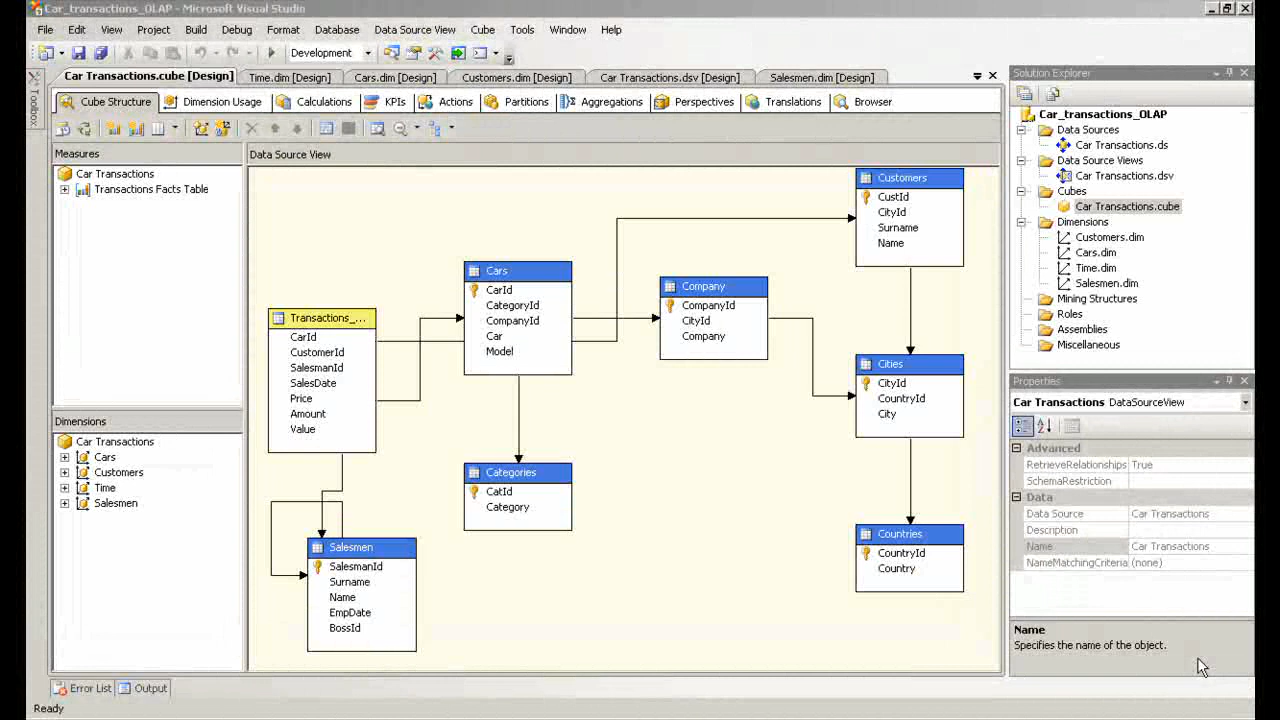 Car_transactions_OLAP - Microsoft Visual Studio
File Edit View Project Build Debug Format Database Data Source View Cube Tools Window Help
Development
Car Transactions.cube [Design] Time.dim [Design] Cars.dim [Design] Customers.dim [Design] Car Transactions.dsv [Design] Salesmen.dim [Design]
Toolbox
Cube Structure Dimension Usage Calculations KPIs Actions Partitions Aggregations Perspectives Translations Browser
Measures
Car Transactions
Transactions Facts Table
Dimensions
Car Transactions
Cars
Customers
Time
Salesmen
Data Source View
Transactions_...
CarId
CustomerId
SalesmanId
SalesDate
Price
Amount
Value
Salesmen
SalesmanId
Surname
Name
EmpDate
BossId
Cars
CarId
CategoryId
CompanyId
Car
Model
Categories
CatId
Category
Company
CompanyId
CityId
Company
Customers
CustId
CityId
Surname
Name
Cities
CityId
CountryId
City
Countries
CountryId
Country
Solution Explorer
Car_transactions_OLAP
Data Sources
Car Transactions.ds
Data Source Views
Car Transactions.dsv
Cubes
Car Transactions.cube
Dimensions
Customers.dim
Cars.dim
Time.dim
Salesmen.dim
Mining Structures
Roles
Assemblies
Miscellaneous
Properties
Car Transactions DataSourceView
Advanced
RetrieveRelationships True
SchemaRestriction
Data
Data Source Car Transactions
Description
Name Car Transactions
NameMatchingCriteria (none)
Name
Specifies the name of the object.
Error List Output
Ready